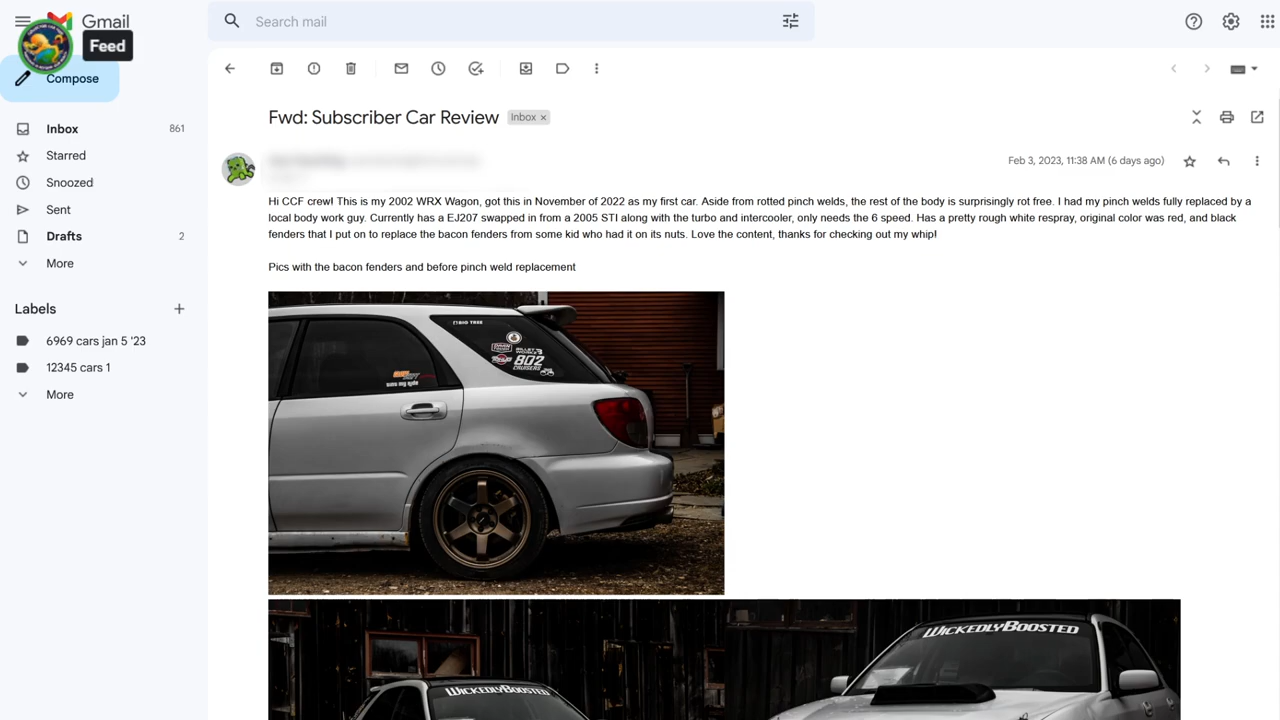 Gmail
Feed
Search mail
Compose
Inbox 861
Starred
Snoozed
Sent
Drafts 2
More
Labels
6969 cars jan 5 '23
12345 cars 1
More
Fwd: Subscriber Car Review Inbox ×
Feb 3, 2023, 11:38 AM (6 days ago)
Hi CCF crew! This is my 2002 WRX Wagon, got this in November of 2022 as my first car. Aside from rotted pinch welds, the rest of the body is surprisingly rot free. I had my pinch welds fully replaced by a
local body work guy. Currently has a EJ207 swapped in from a 2005 STI along with the turbo and intercooler, only needs the 6 speed. Has a pretty rough white respray, original color was red, and black
fenders that I put on to replace the bacon fenders from some kid who had it on its nuts. Love the content, thanks for checking out my whip!
Pics with the bacon fenders and before pinch weld replacement
802
CRUISERS
WICKEDLYBOOSTED
WICKEDLYBOOSTED